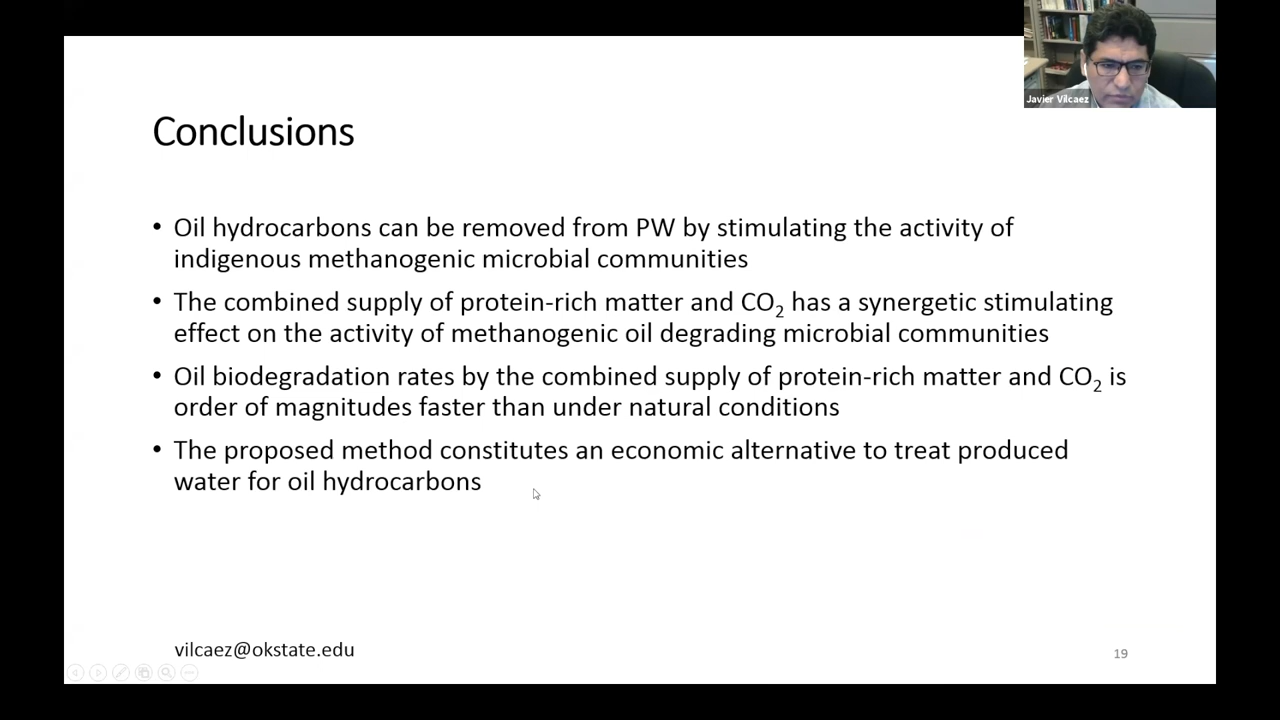 Javier Vilcaez
Conclusions
• Oil hydrocarbons can be removed from PW by stimulating the activity of
indigenous methanogenic microbial communities
• The combined supply of protein-rich matter and CO₂ has a synergetic stimulating
effect on the activity of methanogenic oil degrading microbial communities
• Oil biodegradation rates by the combined supply of protein-rich matter and CO₂ is
order of magnitudes faster than under natural conditions
• The proposed method constitutes an economic alternative to treat produced
water for oil hydrocarbons
vilcaez@okstate.edu
19